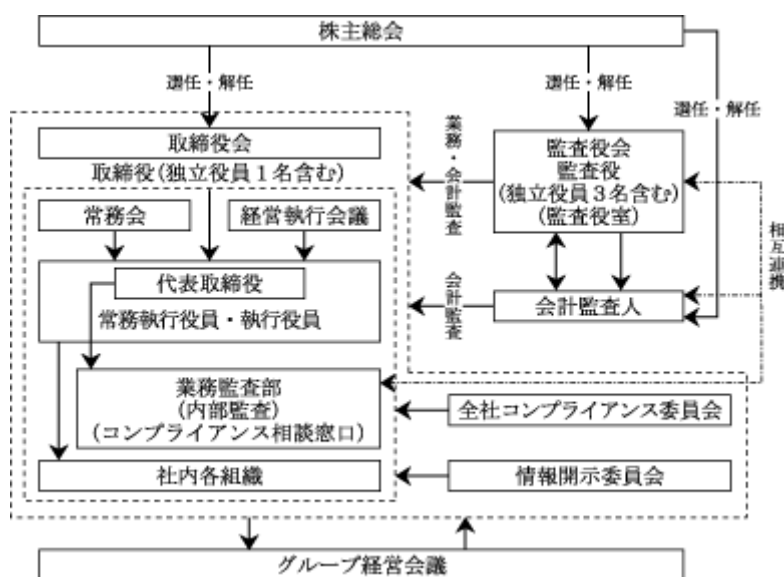 株主総会
選任・解任
選任・解任
選任・解任
取締役会
取締役(独立役員1名含む)
業務・会計監査
監査役会
監査役
(独立役員3名含む)
(監査役室)
相互連携
常務会
経営執行会議
代表取締役
常務執行役員・執行役員
会計監査
会計監査人
業務監査部
(内部監査)
(コンプライアンス相談窓口)
全社コンプライアンス委員会
社内各組織
情報開示委員会
グループ経営会議